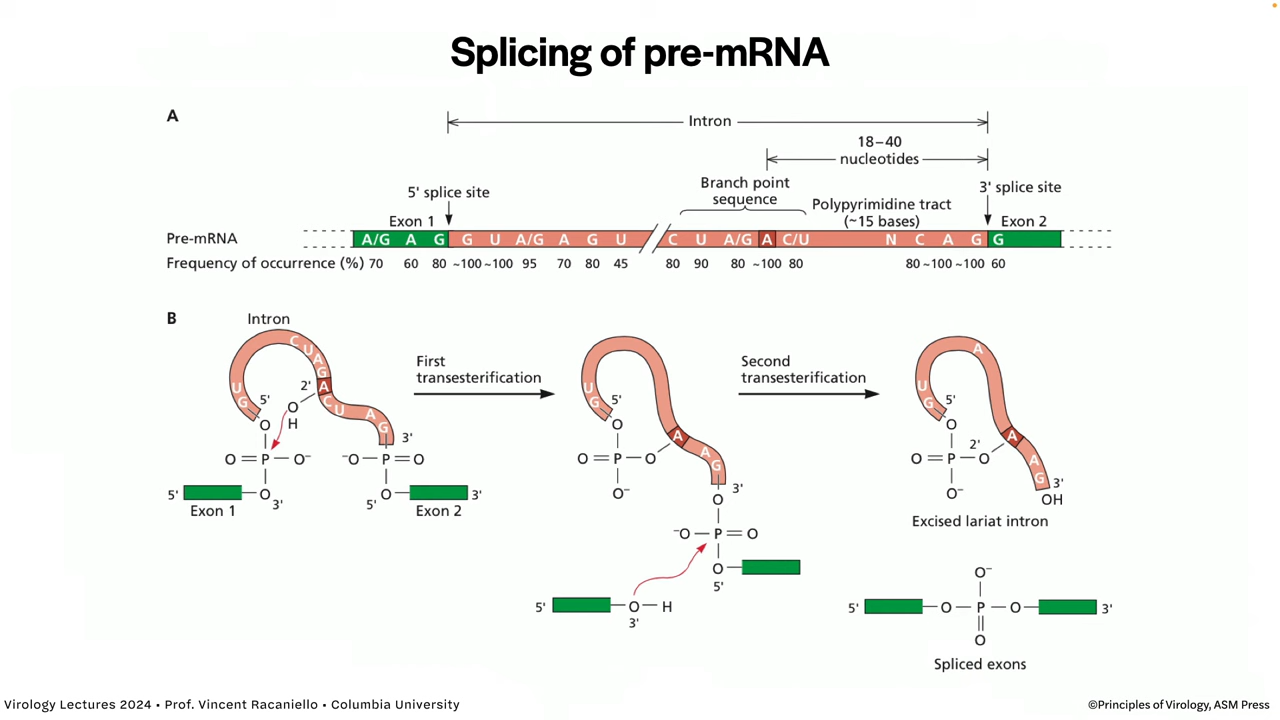 Splicing of pre-mRNA
A
Intron
18–40
nucleotides
Branch point
sequence
5' splice site
3' splice site
Polypyrimidine tract
(~15 bases)
Exon 1
Exon 2
Pre-mRNA
A/G A G G U A/G A G U C U A/G A C/U N C A G G
Frequency of occurrence (%) 70 60 80 ~100 ~100 95 70 80 45 80 90 80 ~100 80 80 ~100 ~100 60
B
Intron
C U A G A C U A G
U G
5'
2'
O
H
O
3'
O = P — O⁻
⁻O — P = O
5'
O
3'
5'
O
3'
Exon 1
Exon 2
First
transesterification
U G
A
A G
5'
O
O = P — O
O⁻
3'
O
⁻O — P = O
O
5'
5'
O — H
3'
Second
transesterification
A
U G
A
A G
5'
O
2'
O = P — O
O⁻
3'
OH
Excised lariat intron
O⁻
5'
O — P — O
3'
O
Spliced exons
Virology Lectures 2024 • Prof. Vincent Racaniello • Columbia University
©Principles of Virology, ASM Press